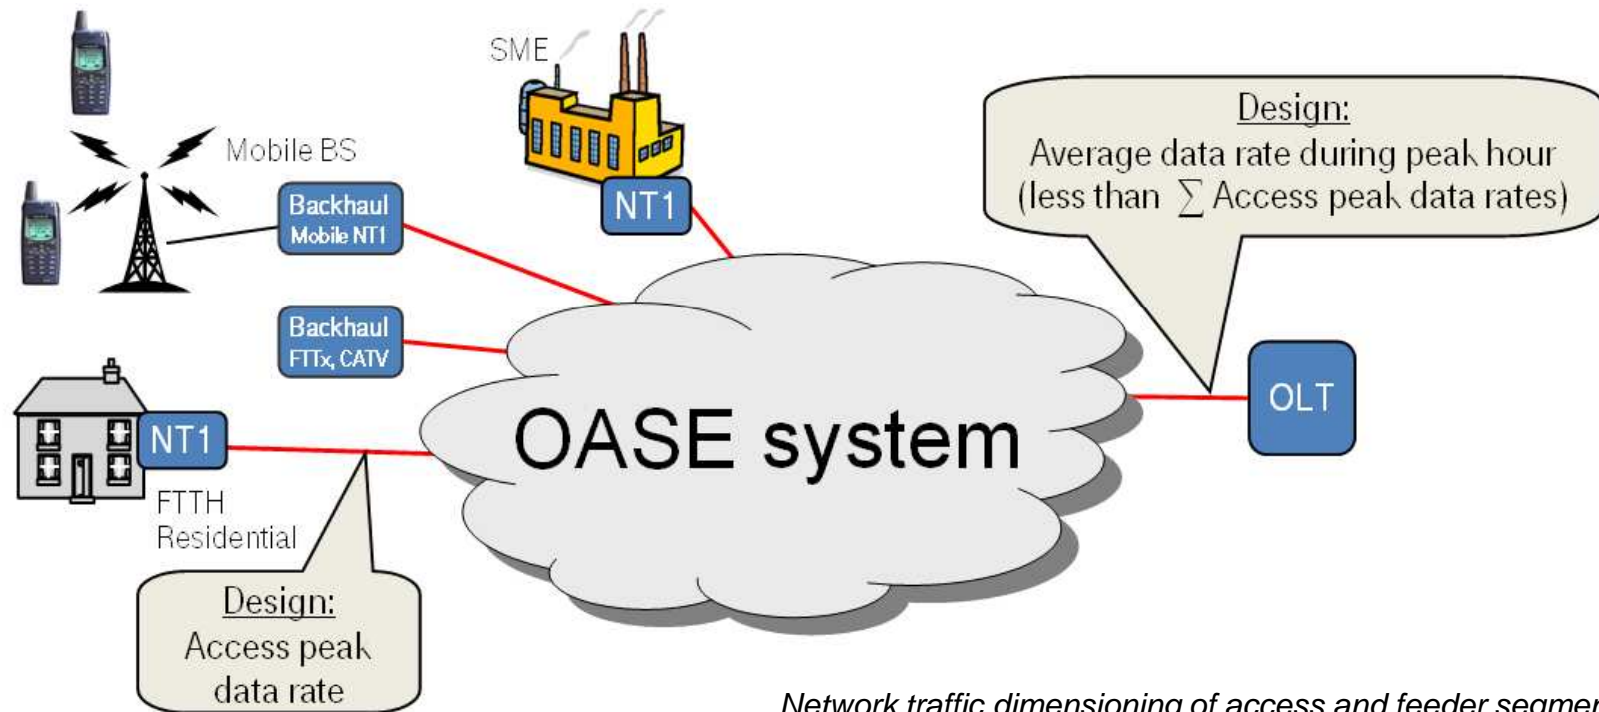 SME
Mobile BS
Backhaul
Mobile NT1
NT1
Design:
Average data rate during peak hour
(less than ∑ Access peak data rates)
Backhaul
FTTx, CATV
OASE system
OLT
NT1
FTTH
Residential
Design:
Access peak
data rate
Network traffic dimensioning of access and feeder